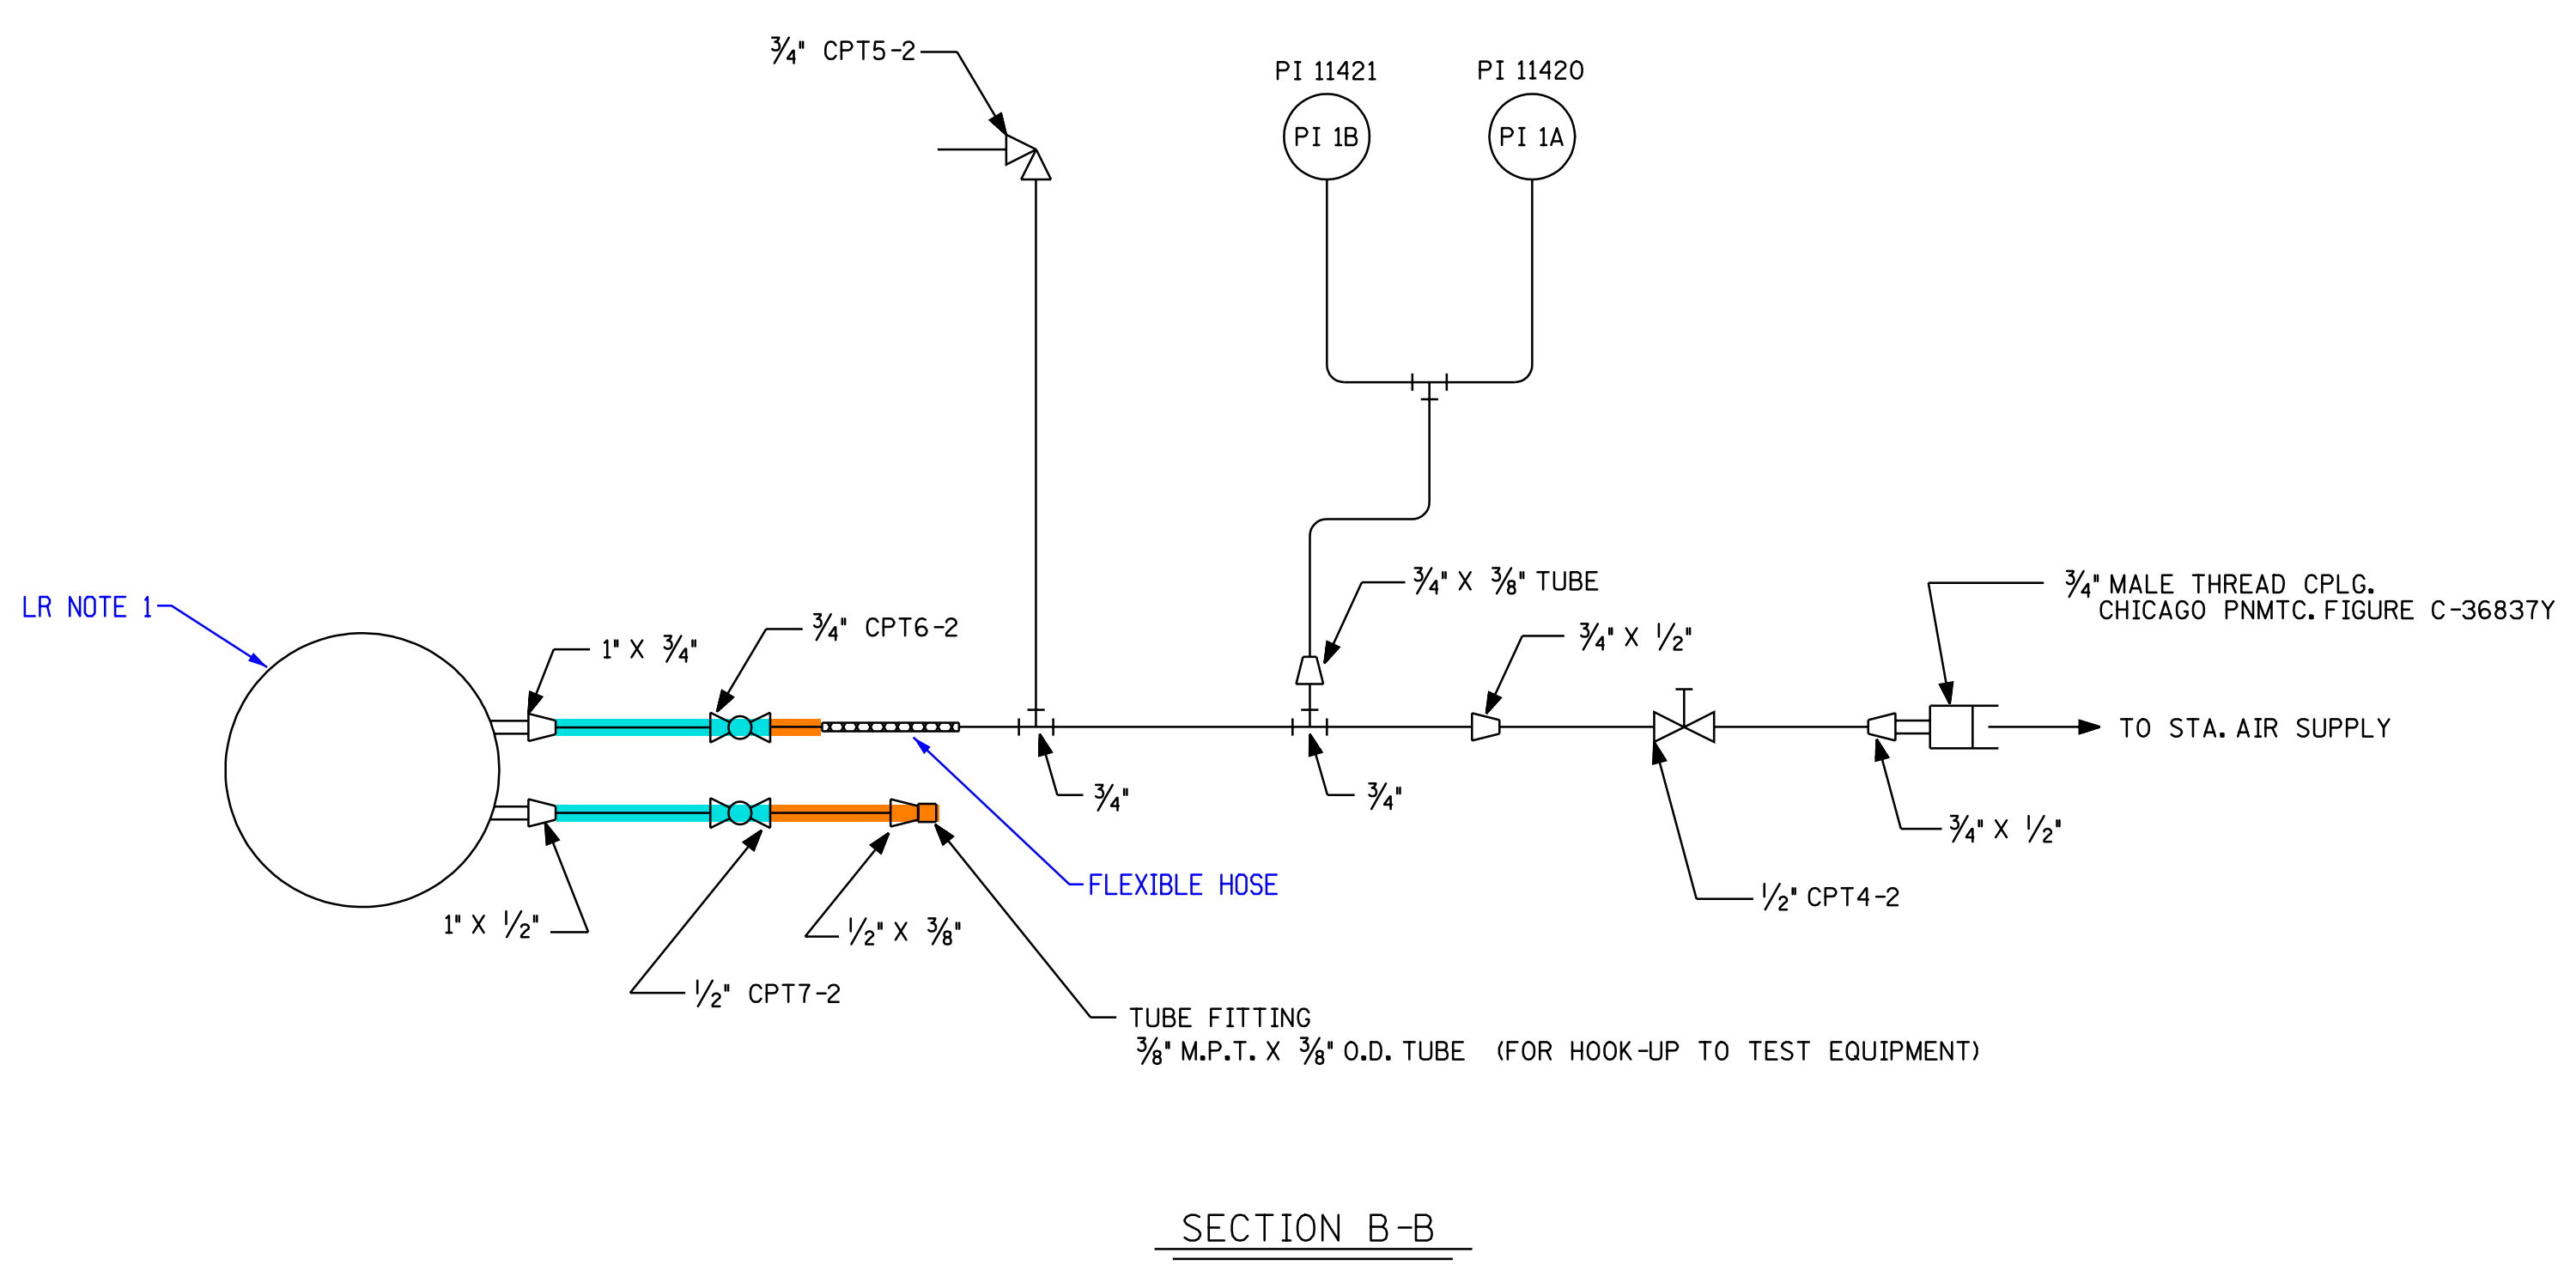 ¾" CPT5-2
PI 11421
PI 11420
PI 1B
PI 1A
LR NOTE 1
1" X ¾"
¾" CPT6-2
¾" X ⅜" TUBE
¾" X ½"
¾" MALE THREAD CPLG.
CHICAGO PNMTC. FIGURE C-36837Y
TO STA. AIR SUPPLY
¾"
¾"
¾" X ½"
FLEXIBLE HOSE
½" CPT4-2
1" X ½"
½" X ⅜"
½" CPT7-2
TUBE FITTING
⅜" M.P.T. X ⅜" O.D. TUBE (FOR HOOK-UP TO TEST EQUIPMENT)
SECTION B-B